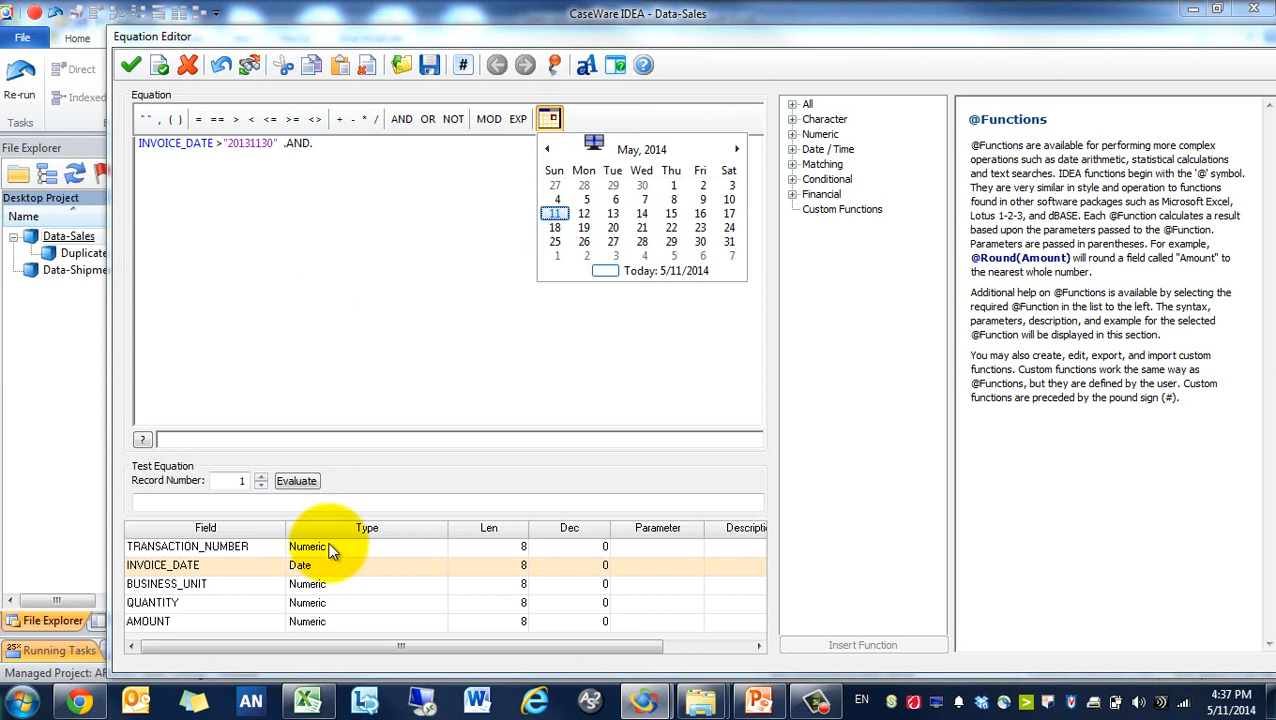 CaseWare IDEA - Data-Sales
File
Home
Equation Editor
Direct
Re-run
Indexed
Tasks
File Explorer
Desktop Project
Name
Data-Sales
Duplicate
Data-Shipme
Equation
" " , ( ) = == > < <= >= <> + - * / AND OR NOT MOD EXP
INVOICE_DATE >"20131130" .AND.
May, 2014
Sun Mon Tue Wed Thu Fri Sat
27 28 29 30 1 2 3
4 5 6 7 8 9 10
11 12 13 14 15 16 17
18 19 20 21 22 23 24
25 26 27 28 29 30 31
1 2 3 4 5 6 7
Today: 5/11/2014
All
Character
Numeric
Date / Time
Matching
Conditional
Financial
Custom Functions
@Functions
@Functions are available for performing more complex
operations such as date arithmetic, statistical calculations
and text searches. IDEA functions begin with the '@' symbol.
They are very similar in style and operation to functions
found in other software packages such as Microsoft Excel,
Lotus 1-2-3, and dBASE. Each @Function calculates a result
based upon the parameters passed to the @Function.
Parameters are passed in parentheses. For example,
@Round(Amount) will round a field called "Amount" to
the nearest whole number.
Additional help on @Functions is available by selecting the
required @Function in the list to the left. The syntax,
parameters, description, and example for the selected
@Function will be displayed in this section.
You may also create, edit, export, and import custom
functions. Custom functions work the same way as
@Functions, but they are defined by the user. Custom
functions are preceded by the pound sign (#).
?
Test Equation
Record Number: 1 Evaluate
Field Type Len Dec Parameter Descriptio
TRANSACTION_NUMBER Numeric 8 0
INVOICE_DATE Date 8 0
BUSINESS_UNIT Numeric 8 0
QUANTITY Numeric 8 0
AMOUNT Numeric 8 0
Insert Function
File Explorer
Running Tasks
Managed Project: A
AN
EN
4:37 PM
5/11/2014